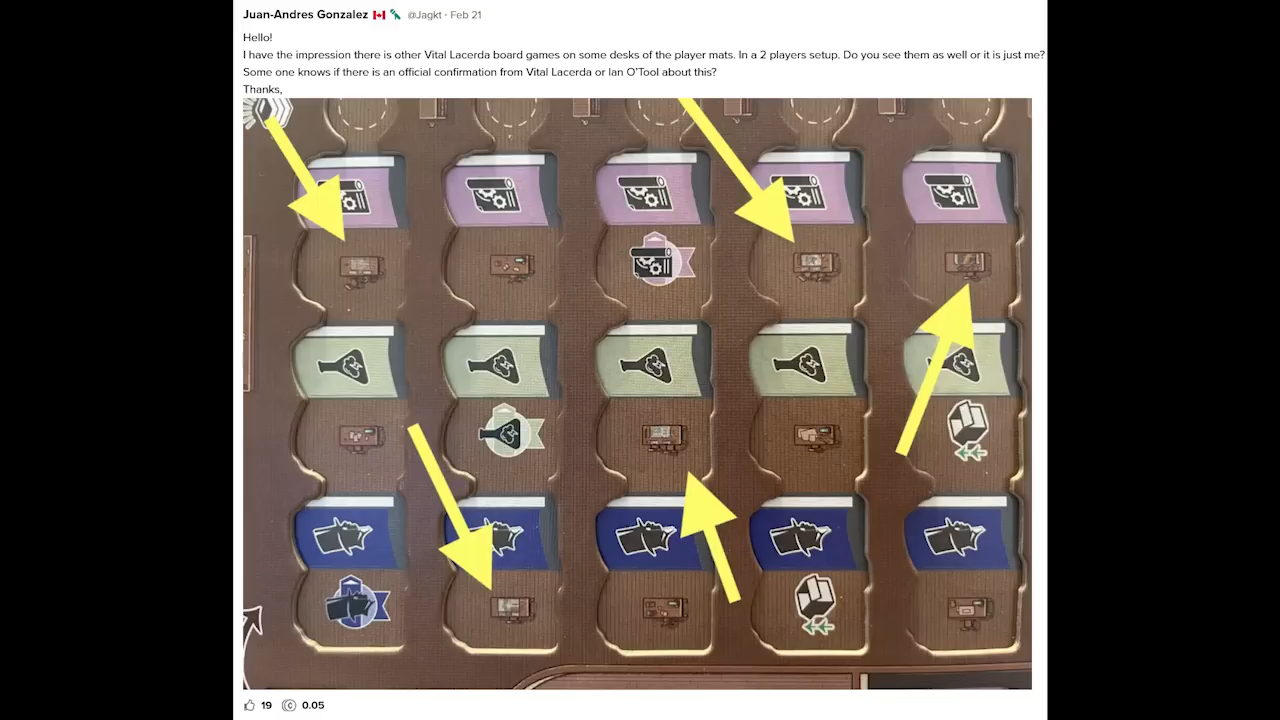 Juan-Andres Gonzalez @Jagkt · Feb 21
Hello!
I have the impression there is other Vital Lacerda board games on some desks of the player mats. In a 2 players setup. Do you see them as well or it is just me?
Some one knows if there is an official confirmation from Vital Lacerda or Ian O'Tool about this?
Thanks,
19 0.05